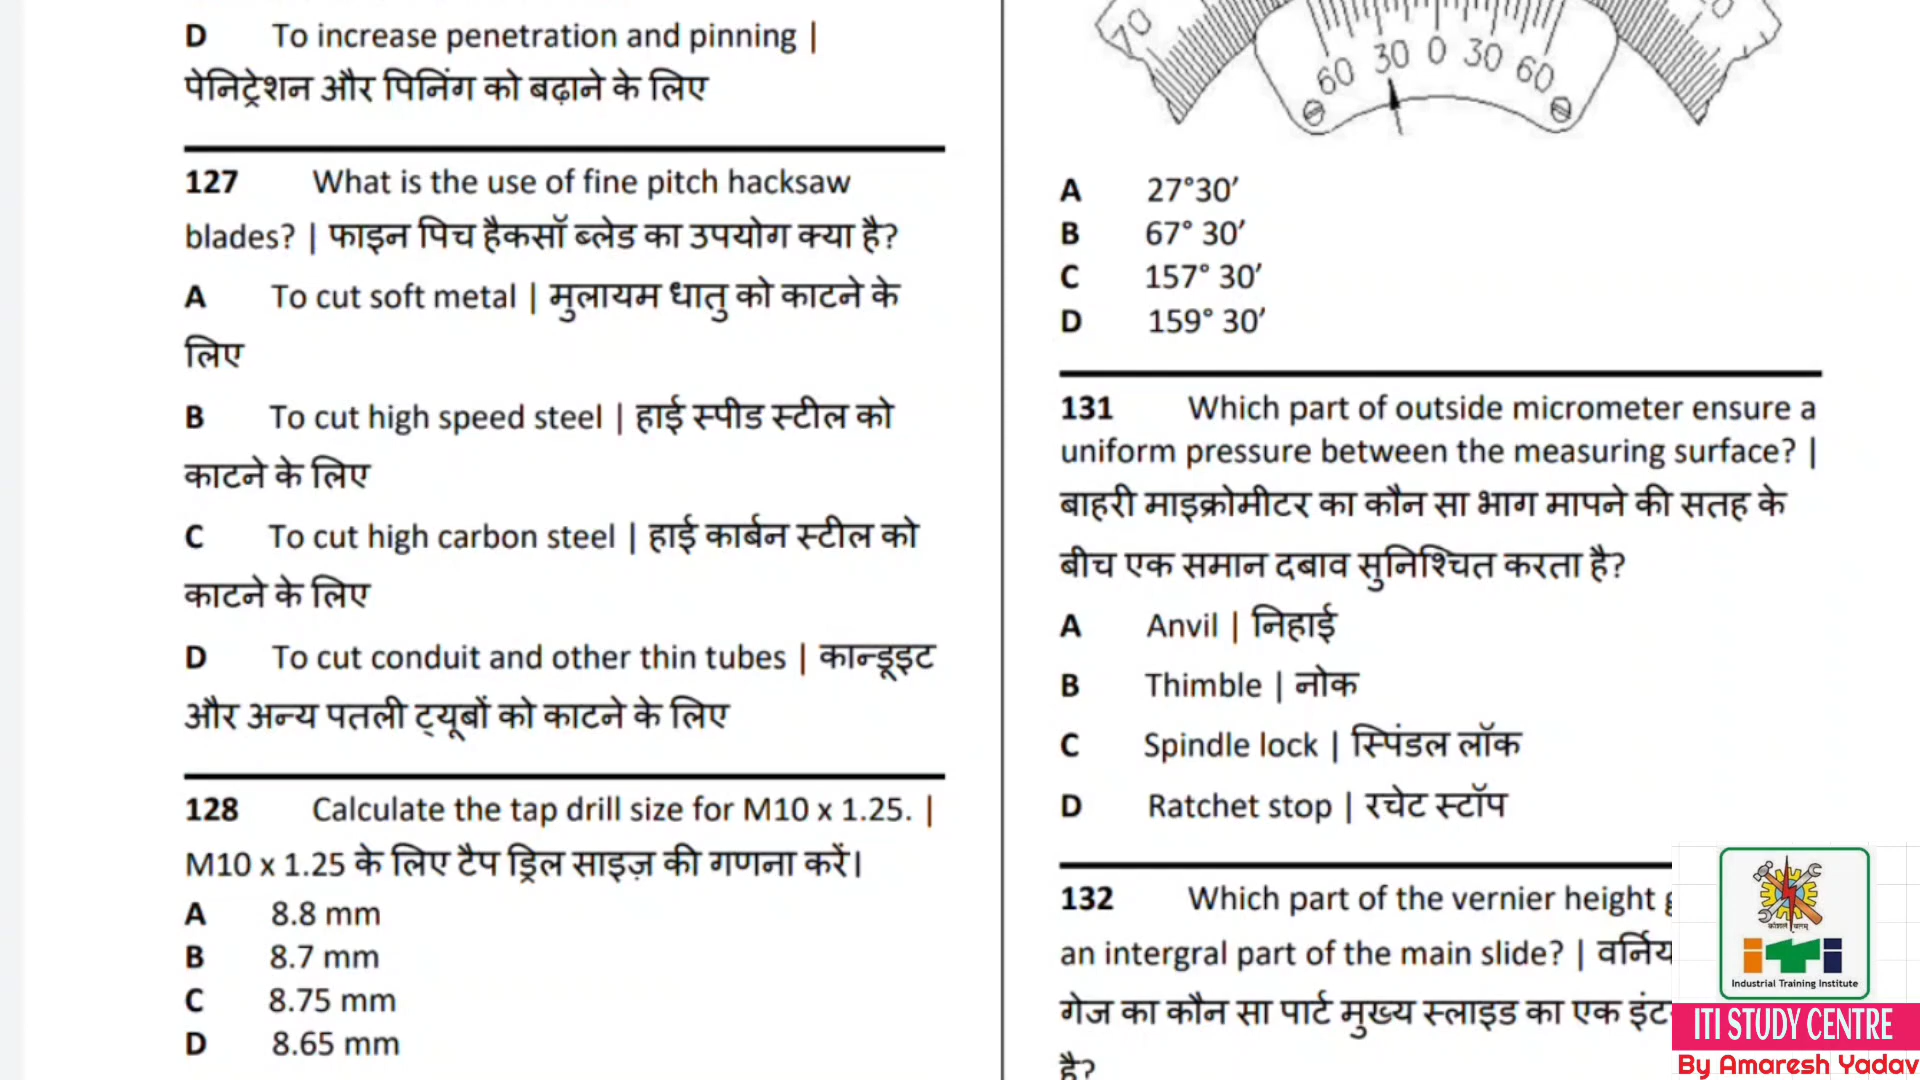 D To increase penetration and pinning |
पेनिट्रेशन और पिनिंग को बढ़ाने के लिए
127 What is the use of fine pitch hacksaw
blades? | फाइन पिच हैकसॉ ब्लेड का उपयोग क्या है?
A To cut soft metal | मुलायम धातु को काटने के
लिए
B To cut high speed steel | हाई स्पीड स्टील को
काटने के लिए
C To cut high carbon steel | हाई कार्बन स्टील को
काटने के लिए
D To cut conduit and other thin tubes | कान्डूइट
और अन्य पतली ट्यूबों को काटने के लिए
128 Calculate the tap drill size for M10 x 1.25. |
M10 x 1.25 के लिए टैप ड्रिल साइज़ की गणना करें।
A 8.8 mm
B 8.7 mm
C 8.75 mm
D 8.65 mm
70
60 30 0 30 60
A 27°30′
B 67° 30′
C 157° 30′
D 159° 30′
131 Which part of outside micrometer ensure a
uniform pressure between the measuring surface? |
बाहरी माइक्रोमीटर का कौन सा भाग मापने की सतह के
बीच एक समान दबाव सुनिश्चित करता है?
A Anvil | निहाई
B Thimble | नोक
C Spindle lock | स्पिंडल लॉक
D Ratchet stop | रचेट स्टॉप
132 Which part of the vernier height
an intergral part of the main slide? |
गेज का कौन सा पार्ट मुख्य स्लाइड का एक
है?
iti
Industrial Training Institute
ITI STUDY CENTRE
By Amaresh Yadav